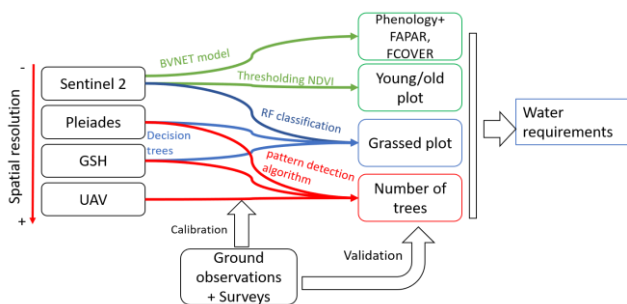 Phenology+
FAPAR,
FCOVER
BVNET model
-
Sentinel 2
Thresholding NDVI
Young/old
plot
Spatial resolution
Pleiades
RF classification
Decision
trees
Grassed plot
Water
requirements
GSH
pattern detection
algorithm
UAV
Number of
trees
+
Calibration
Validation
Ground
observations
+ Surveys